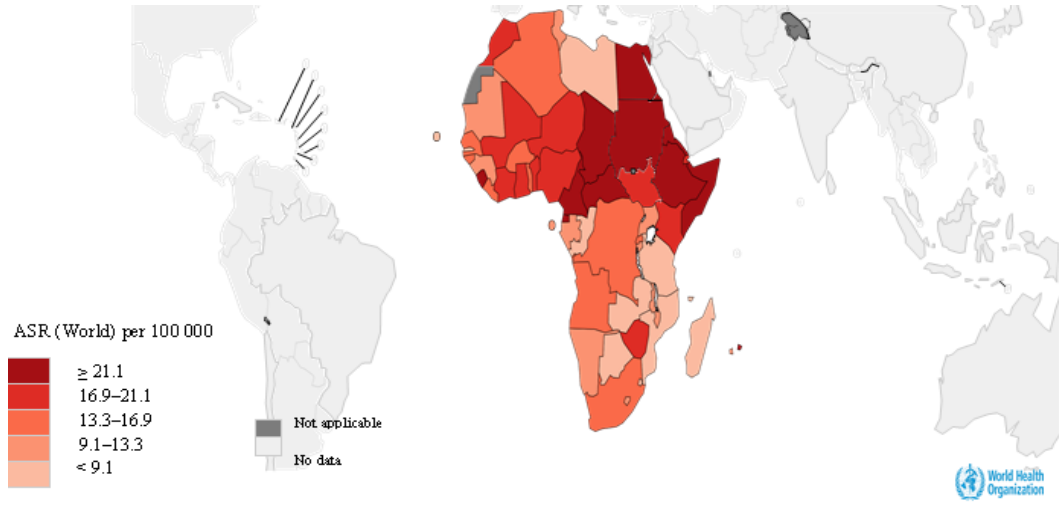 ASR (World) per 100 000
≥ 21.1
16.9–21.1
13.3–16.9
9.1–13.3
< 9.1
Not applicable
No data
World Health
Organization